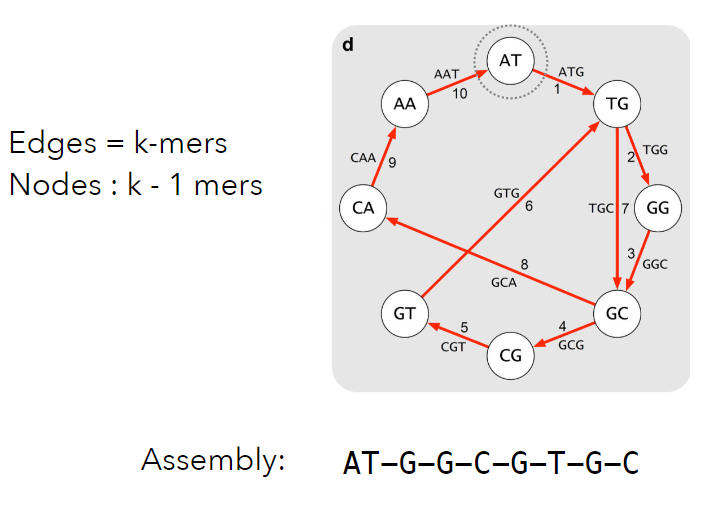 d
Edges = k-mers
Nodes : k - 1 mers
AT
AAT
10
ATG
1
AA
TG
CAA
9
2
TGG
GTG
6
TGC
7
CA
GG
3
GGC
8
GCA
GT
GC
5
CGT
4
GCG
CG
Assembly: AT–G–G–C–G–T–G–C